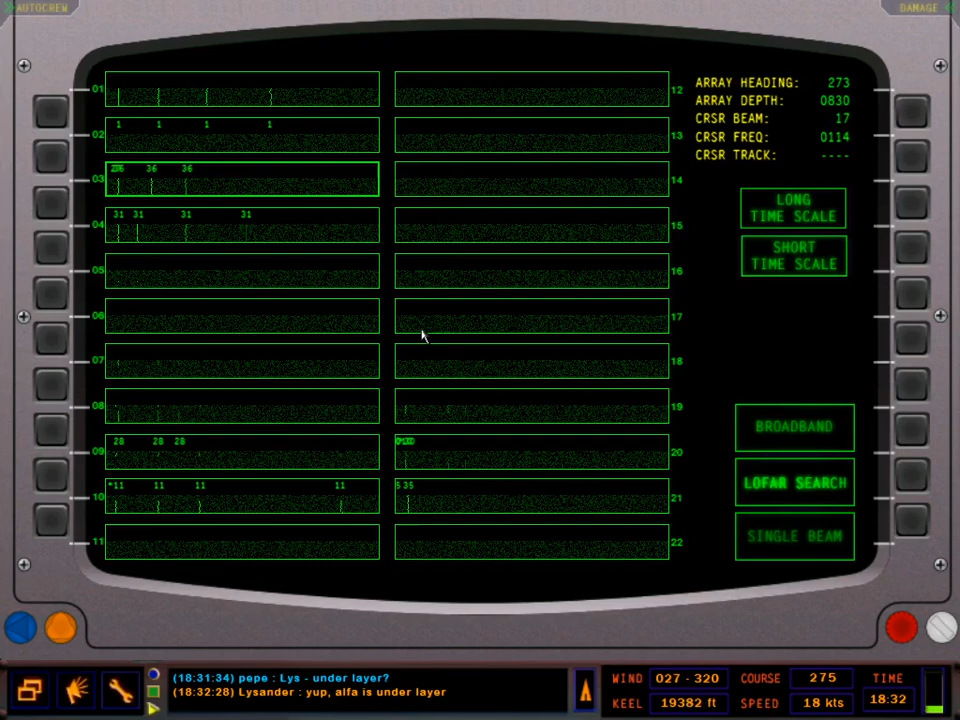 AUTOCREW
DAMAGE
01
12
ARRAY HEADING: 273
ARRAY DEPTH: 0830
CRSR BEAM: 17
CRSR FREQ: 0114
CRSR TRACK: ----
1 1 1 1
02
13
36 36
03
14
LONG
TIME SCALE
31 31 31 31
04
15
SHORT
TIME SCALE
05
16
06
17
07
18
08
19
BROADBAND
28 28 28
09
20
*11 11 11 11
5 35
10
21
LOFAR SEARCH
11
22
SINGLE BEAM
(18:31:34) pepe : Lys - under layer?
(18:32:28) Lysander : yup, alfa is under layer
WIND 027 - 320 COURSE 275 TIME
KEEL 19382 ft SPEED 18 kts 18:32